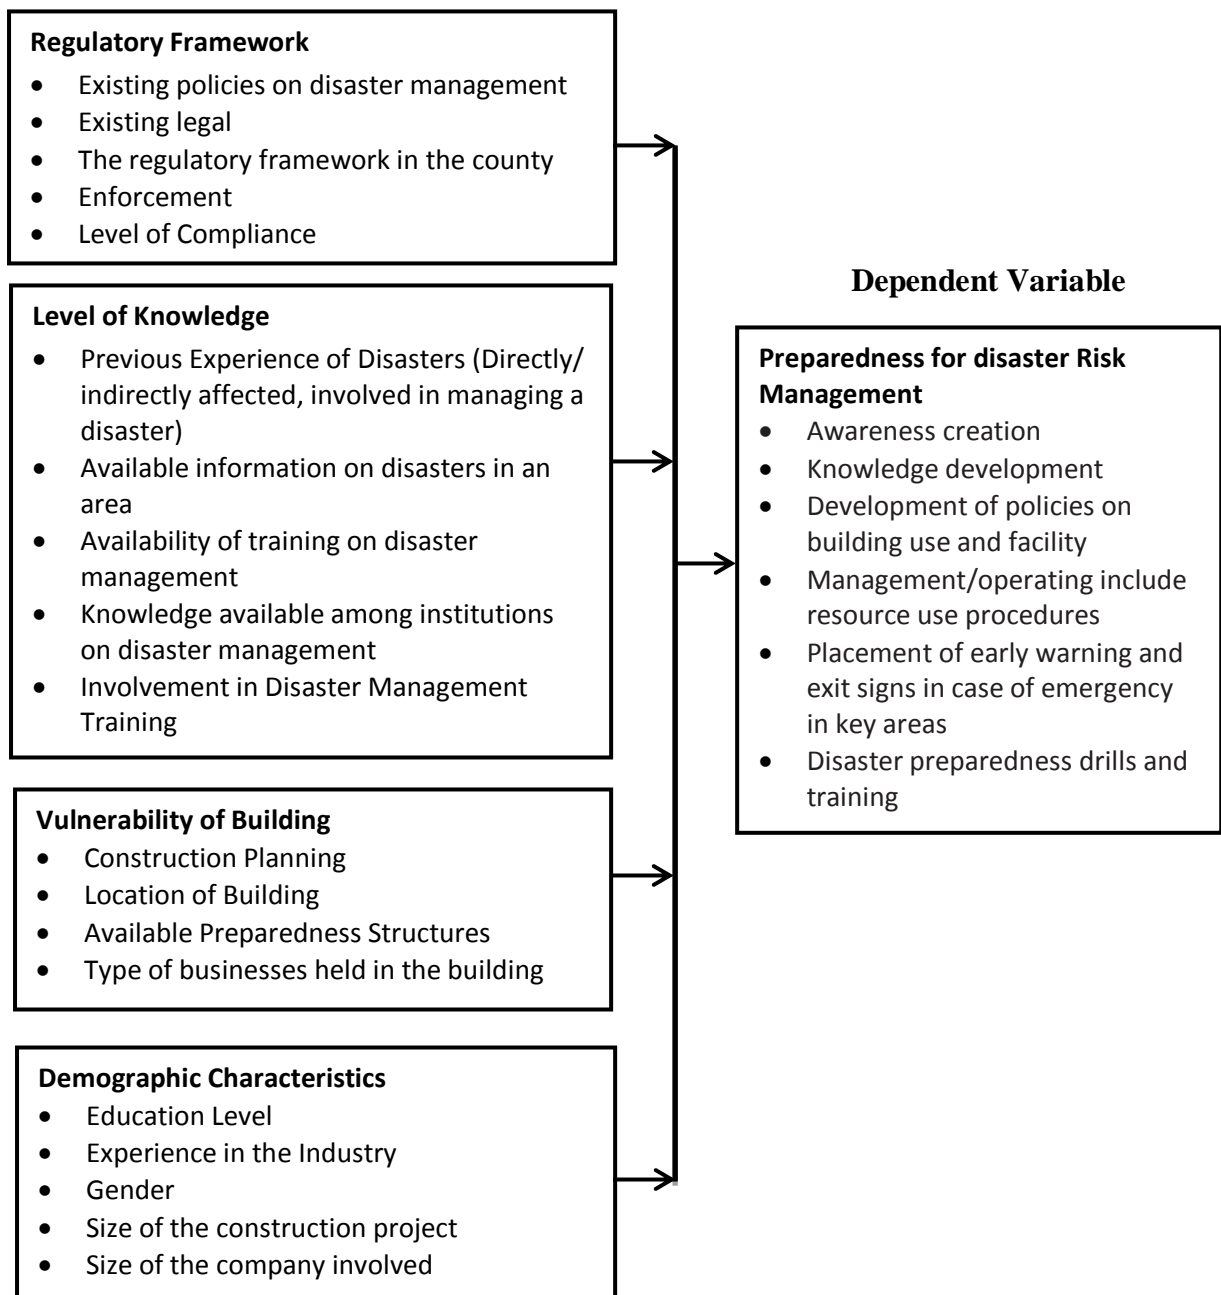 Regulatory Framework
• Existing policies on disaster management
• Existing legal
• The regulatory framework in the county
• Enforcement
• Level of Compliance
Level of Knowledge
• Previous Experience of Disasters (Directly/
indirectly affected, involved in managing a
disaster)
• Available information on disasters in an
area
• Availability of training on disaster
management
• Knowledge available among institutions
on disaster management
• Involvement in Disaster Management
Training
Vulnerability of Building
• Construction Planning
• Location of Building
• Available Preparedness Structures
• Type of businesses held in the building
Demographic Characteristics
• Education Level
• Experience in the Industry
• Gender
• Size of the construction project
• Size of the company involved
Dependent Variable
Preparedness for disaster Risk
Management
• Awareness creation
• Knowledge development
• Development of policies on
building use and facility
• Management/operating include
resource use procedures
• Placement of early warning and
exit signs in case of emergency
in key areas
• Disaster preparedness drills and
training